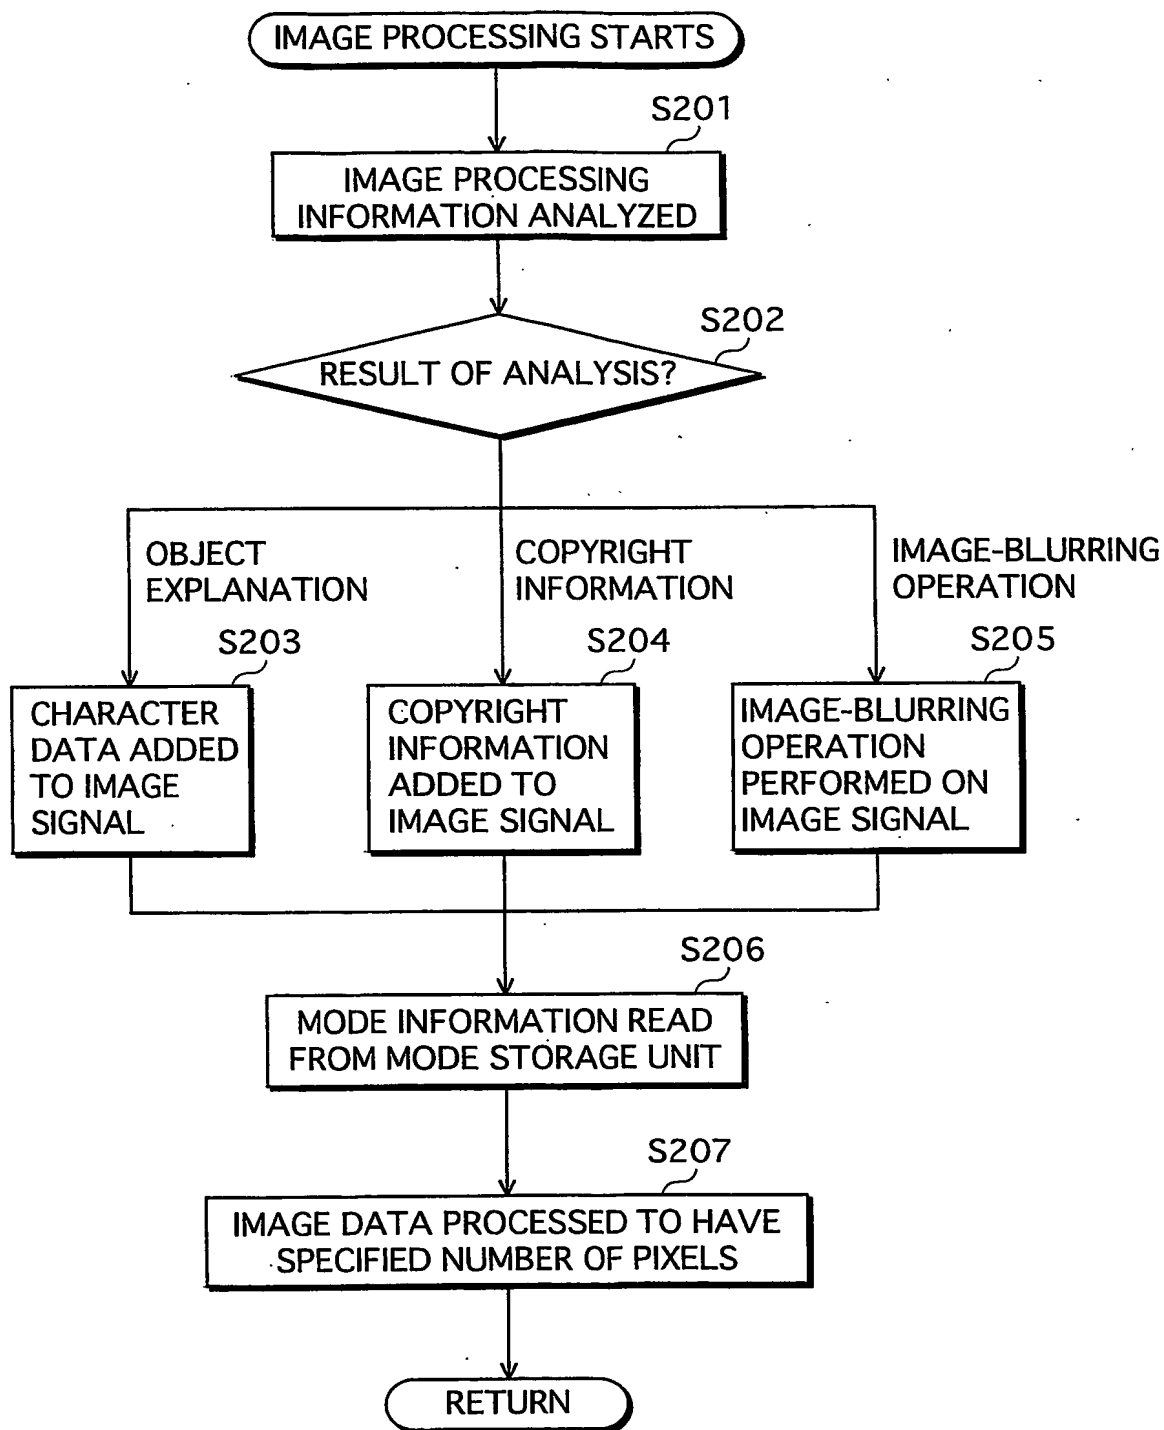 IMAGE PROCESSING STARTS
S201
IMAGE PROCESSING
INFORMATION ANALYZED
S202
RESULT OF ANALYSIS?
OBJECT
EXPLANATION
COPYRIGHT
INFORMATION
IMAGE-BLURRING
OPERATION
S203
CHARACTER
DATA ADDED
TO IMAGE
SIGNAL
S204
COPYRIGHT
INFORMATION
ADDED TO
IMAGE SIGNAL
S205
IMAGE-BLURRING
OPERATION
PERFORMED ON
IMAGE SIGNAL
S206
MODE INFORMATION READ
FROM MODE STORAGE UNIT
S207
IMAGE DATA PROCESSED TO HAVE
SPECIFIED NUMBER OF PIXELS
RETURN